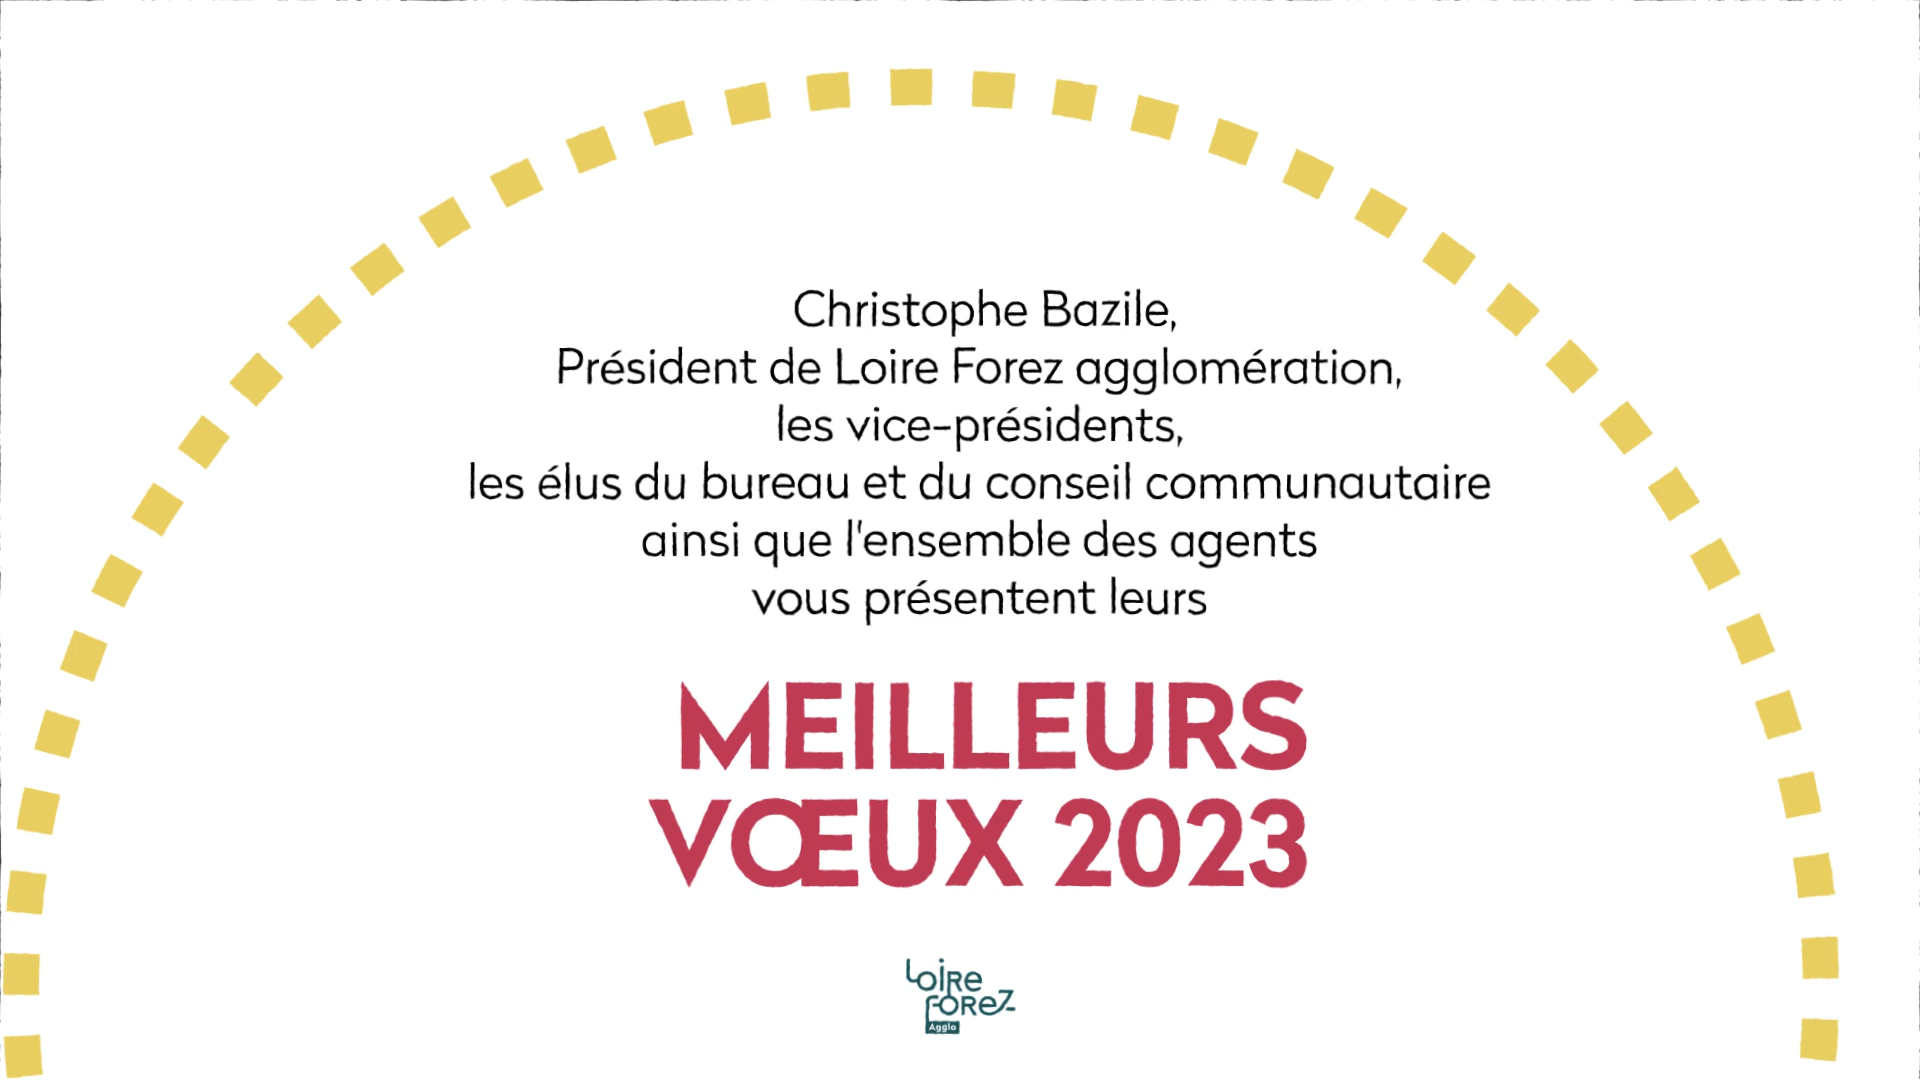 Christophe Bazile,
Président de Loire Forez agglomération,
les vice-présidents,
les élus du bureau et du conseil communautaire
ainsi que l'ensemble des agents
vous présentent leurs
MEILLEURS
VŒUX 2023
Loire
Forez
Agglo